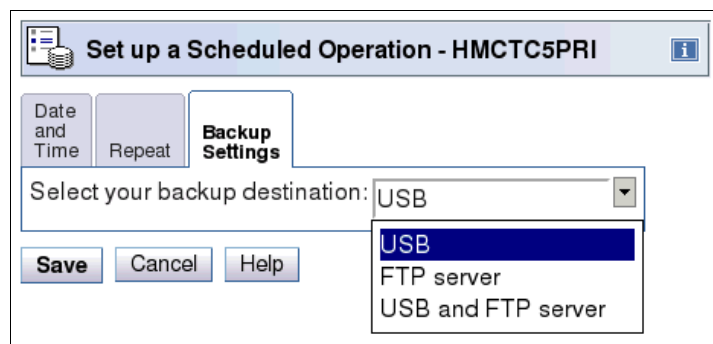 Set up a Scheduled Operation - HMCTC5PRI
i
Date
and
Time
Repeat
Backup
Settings
Select your backup destination: USB
USB
FTP server
USB and FTP server
Save
Cancel
Help